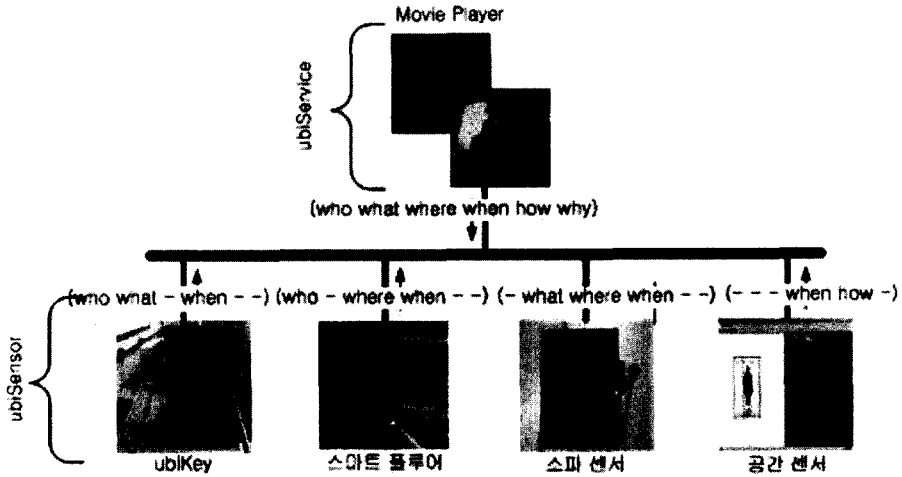 Movie Player
ubiService
(who what where when how why)
(who what - when - -) (who - where when - -) (- what where when - -) (- - - when how -)
ubiSensor
ubiKey
스마트 플루어
소파 센서
공간 센서